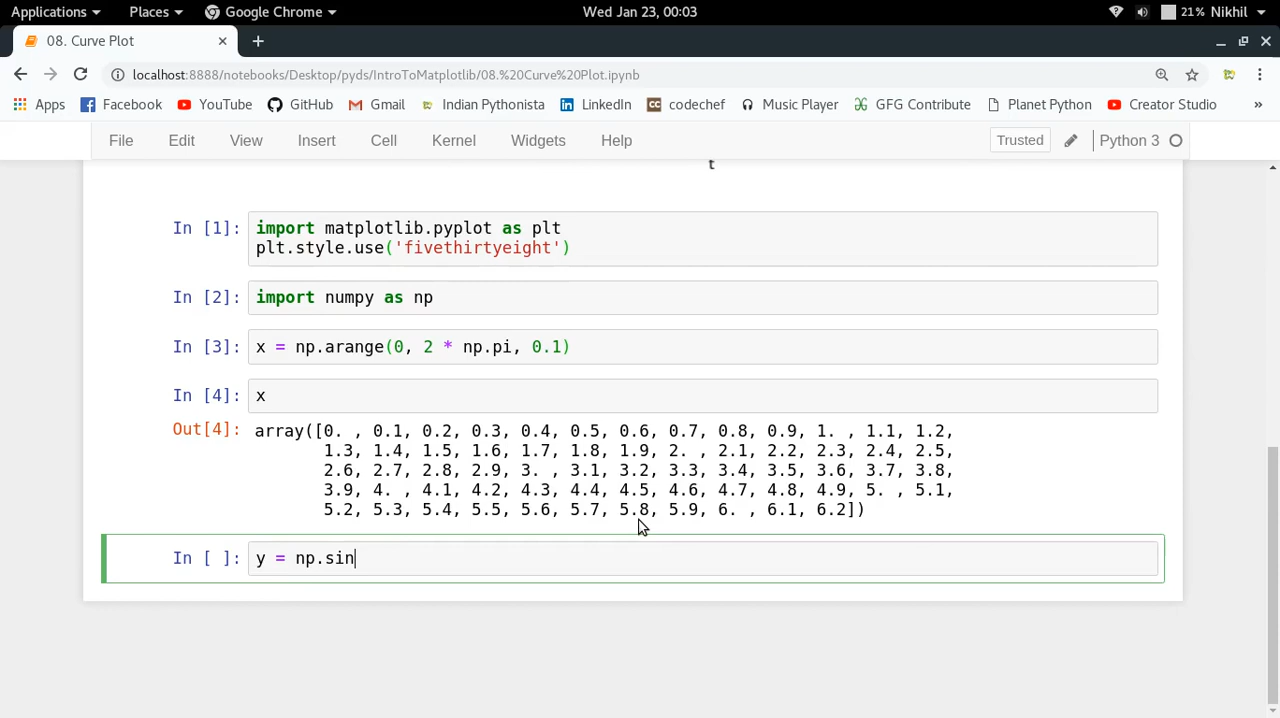 Applications Places Google Chrome Wed Jan 23, 00:03 21% Nikhil
08. Curve Plot
localhost:8888/notebooks/Desktop/pyds/IntroToMatplotlib/08.%20Curve%20Plot.ipynb
Apps Facebook YouTube GitHub Gmail Indian Pythonista LinkedIn codechef Music Player GFG Contribute Planet Python Creator Studio »
File Edit View Insert Cell Kernel Widgets Help Trusted Python 3
t
In [1]: import matplotlib.pyplot as plt
plt.style.use('fivethirtyeight')
In [2]: import numpy as np
In [3]: x = np.arange(0, 2 * np.pi, 0.1)
In [4]: x
Out[4]: array([0. , 0.1, 0.2, 0.3, 0.4, 0.5, 0.6, 0.7, 0.8, 0.9, 1. , 1.1, 1.2,
1.3, 1.4, 1.5, 1.6, 1.7, 1.8, 1.9, 2. , 2.1, 2.2, 2.3, 2.4, 2.5,
2.6, 2.7, 2.8, 2.9, 3. , 3.1, 3.2, 3.3, 3.4, 3.5, 3.6, 3.7, 3.8,
3.9, 4. , 4.1, 4.2, 4.3, 4.4, 4.5, 4.6, 4.7, 4.8, 4.9, 5. , 5.1,
5.2, 5.3, 5.4, 5.5, 5.6, 5.7, 5.8, 5.9, 6. , 6.1, 6.2])
In [ ]: y = np.sin